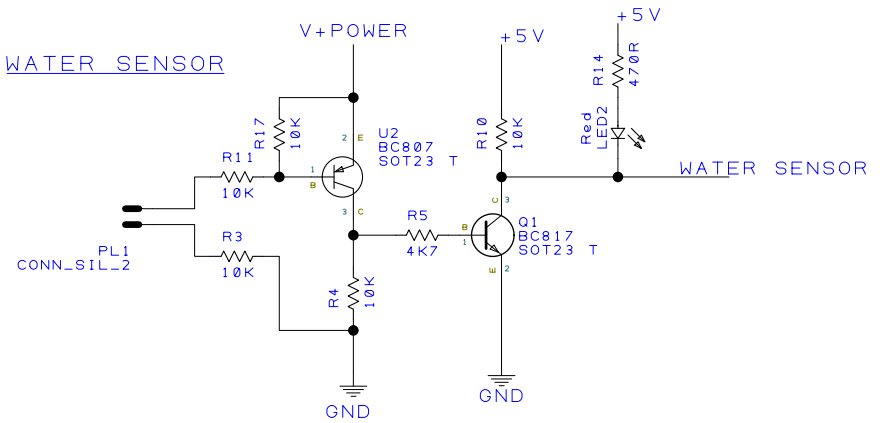 WATER SENSOR
V+POWER
+5V
+5V
R14
470R
R17
10K
U2
BC807
SOT23 T
2
E
R10
10K
Red
LED2
R11
10K
1
B
WATER SENSOR
3
C
C
3
R5
4K7
B
1
Q1
BC817
SOT23 T
PL1
CONN_SIL_2
R3
10K
R4
10K
E
2
GND
GND